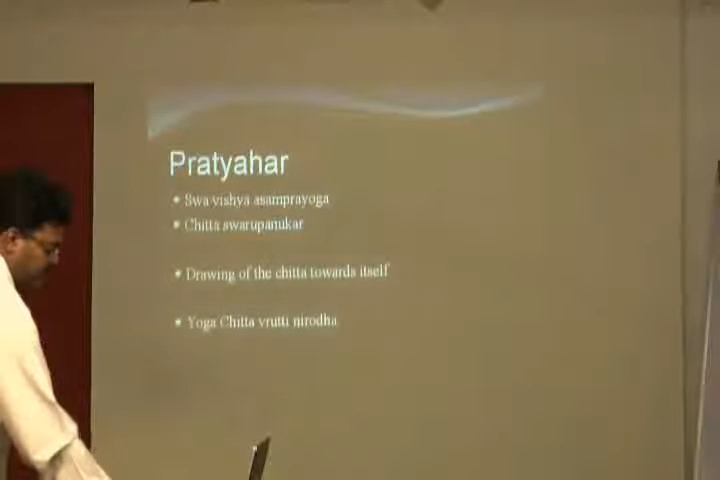 Pratyahar
• Swa vishya asamprayoga
• Chitta swarupanukar
• Drawing of the chitta towards itself
• Yoga Chitta vrutti nirodha